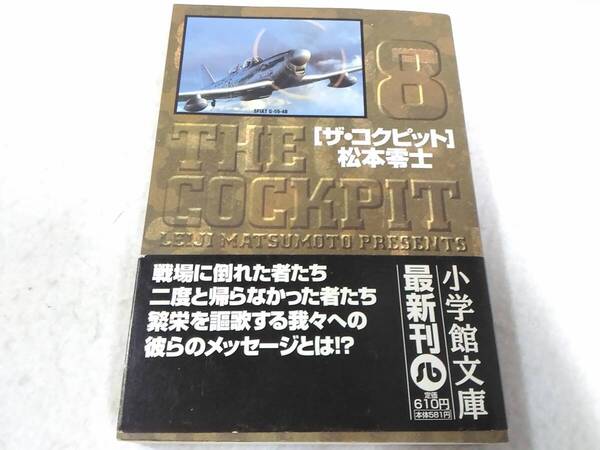 8
SFIAT G-59-4B
[ザ・コクピット]
松本零士
THE
COCKPIT
LEIJI MATSUMOTO PRESENTS
戦場に倒れた者たち
二度と帰らなかった者たち
繁栄を謳歌する我々への
彼らのメッセージとは!?
小学館文庫
最新刊
定価
610円
本体581円